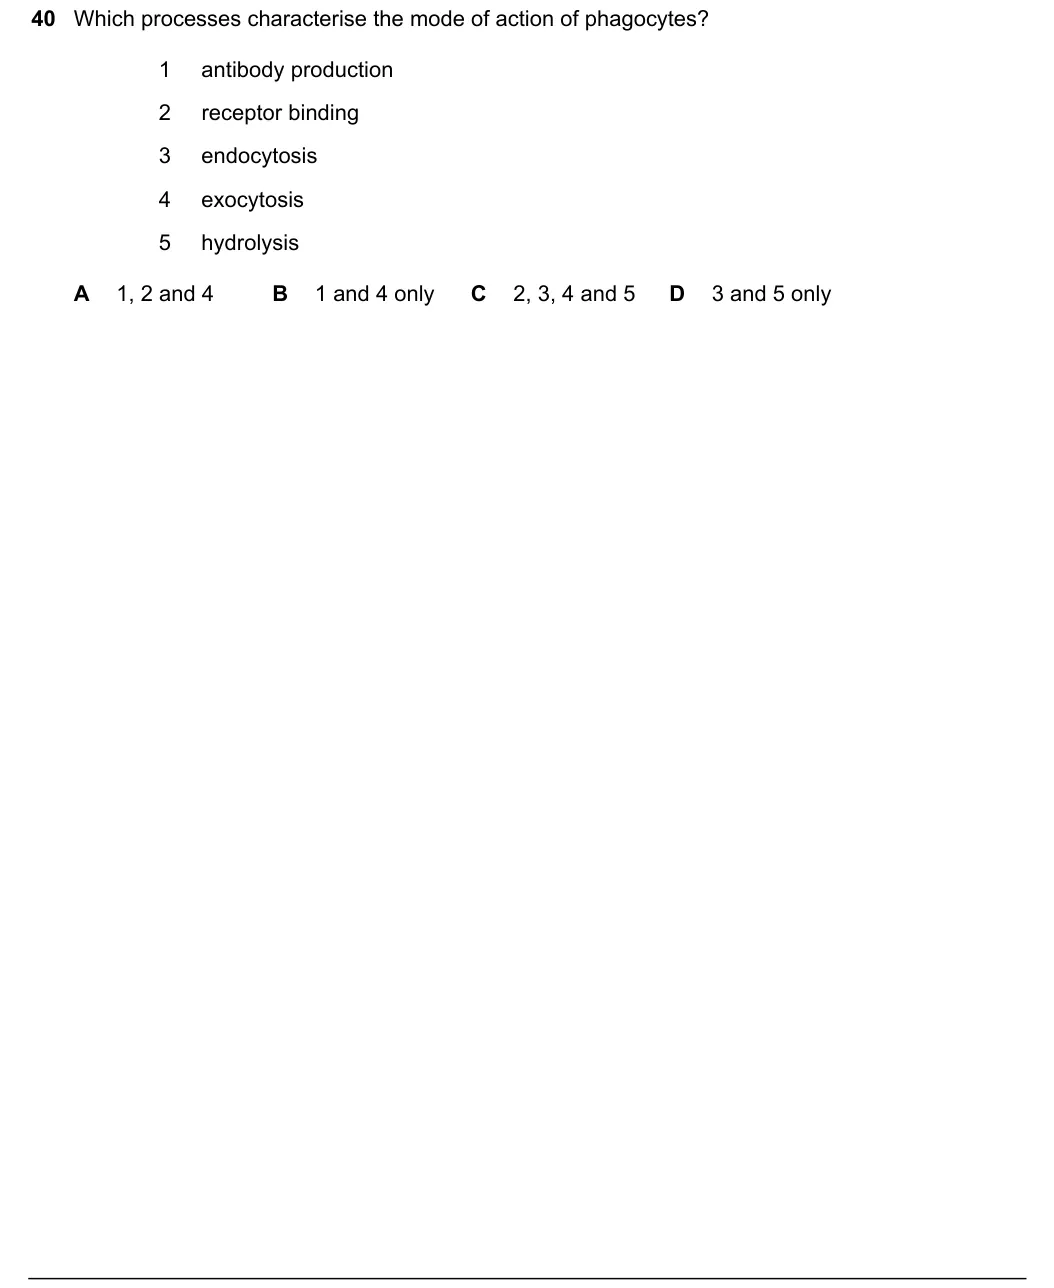 40 Which processes characterise the mode of action of phagocytes?
1 antibody production
2 receptor binding
3 endocytosis
4 exocytosis
5 hydrolysis
A 1, 2 and 4 B 1 and 4 only C 2, 3, 4 and 5 D 3 and 5 only